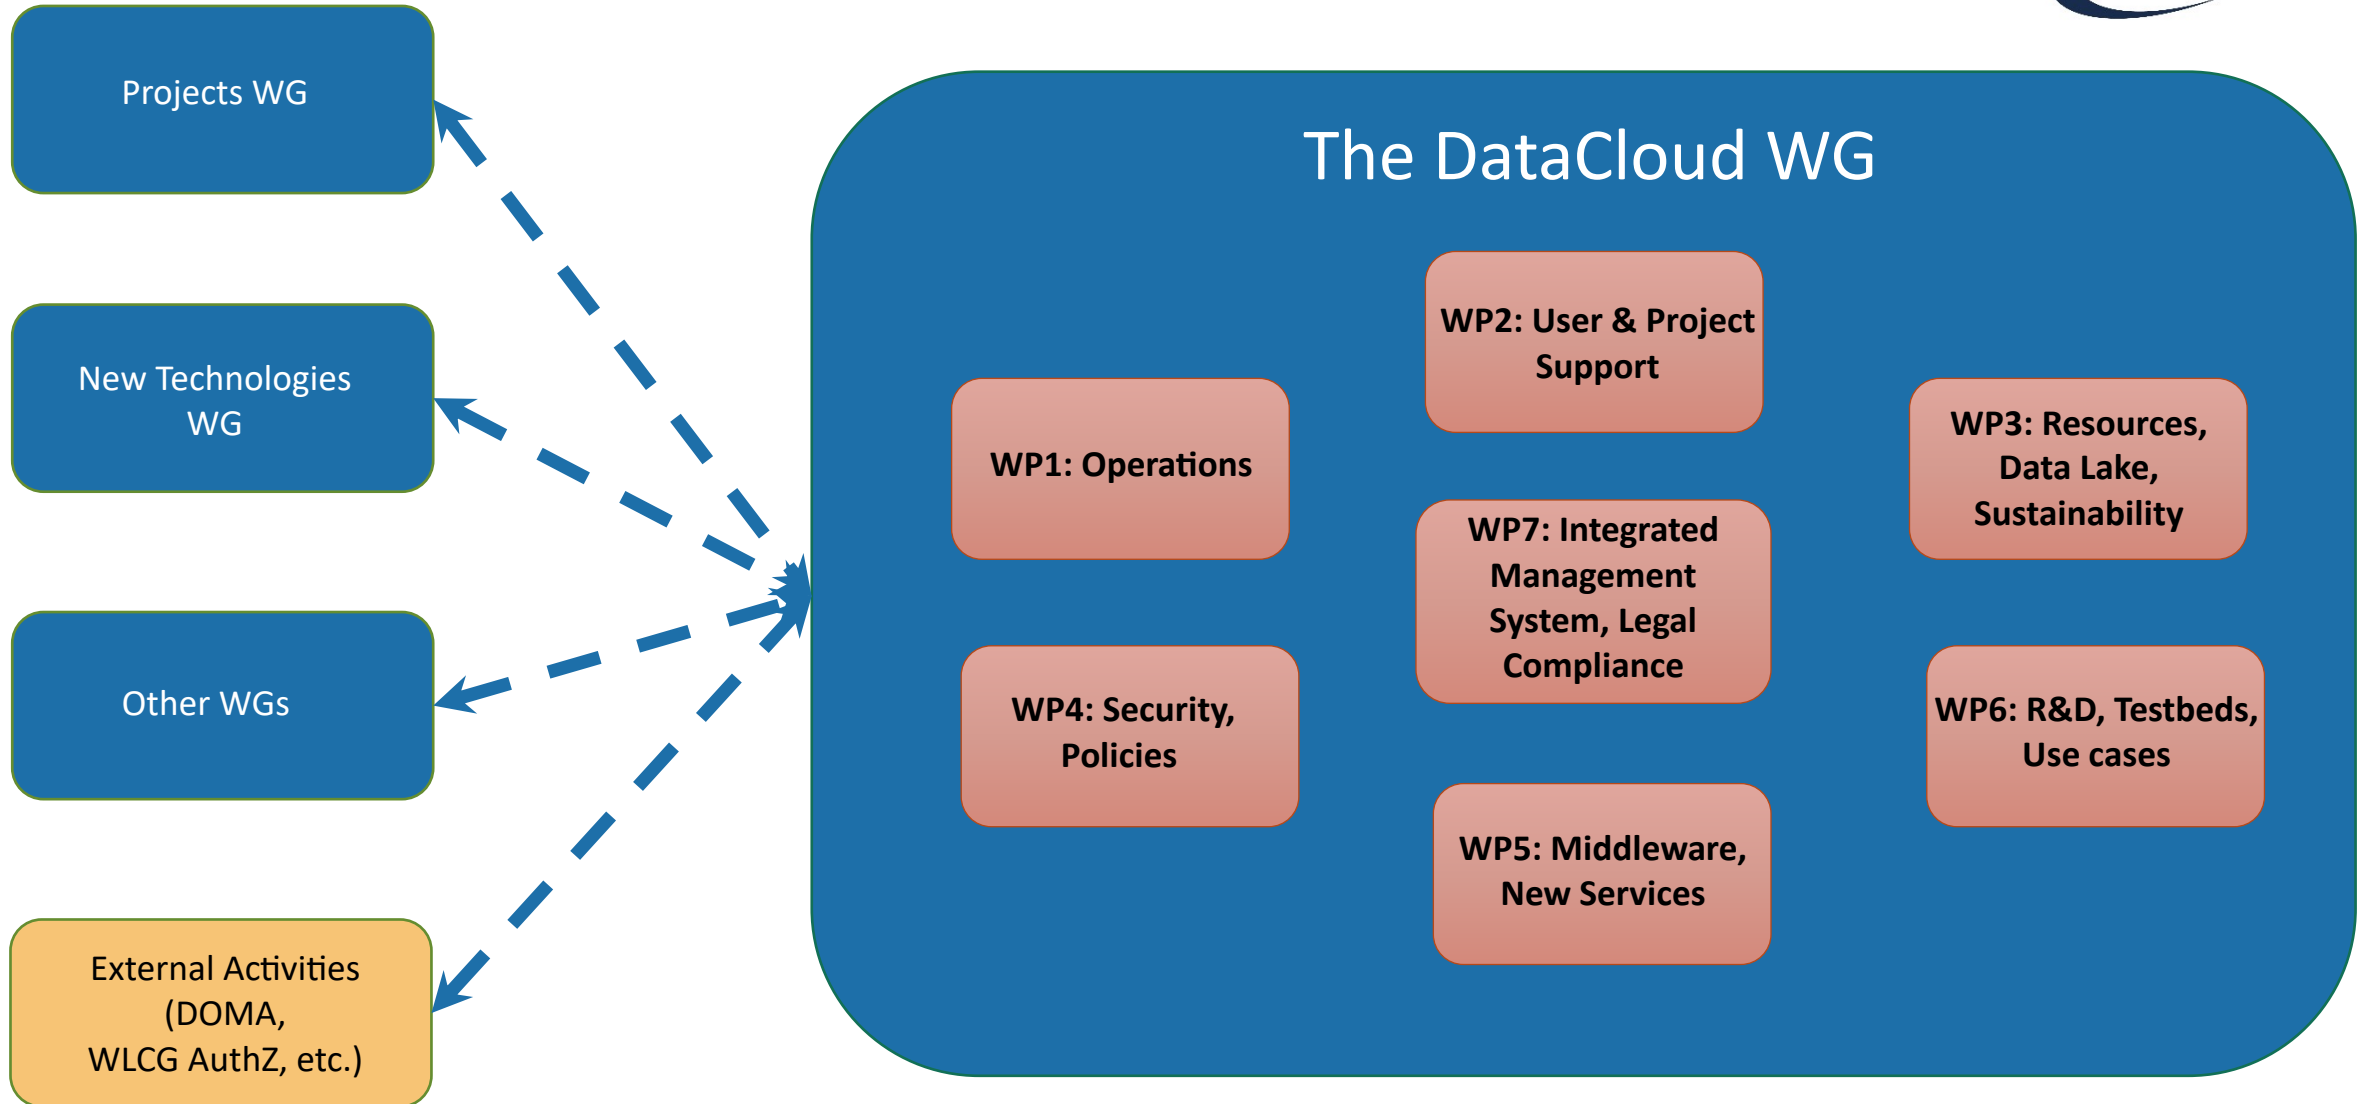 Projects WG
New Technologies
WG
Other WGs
External Activities
(DOMA,
WLCG AuthZ, etc.)
The DataCloud WG
WP1: Operations
WP2: User & Project
Support
WP3: Resources,
Data Lake,
Sustainability
WP7: Integrated
Management
System, Legal
Compliance
WP4: Security,
Policies
WP5: Middleware,
New Services
WP6: R&D, Testbeds,
Use cases